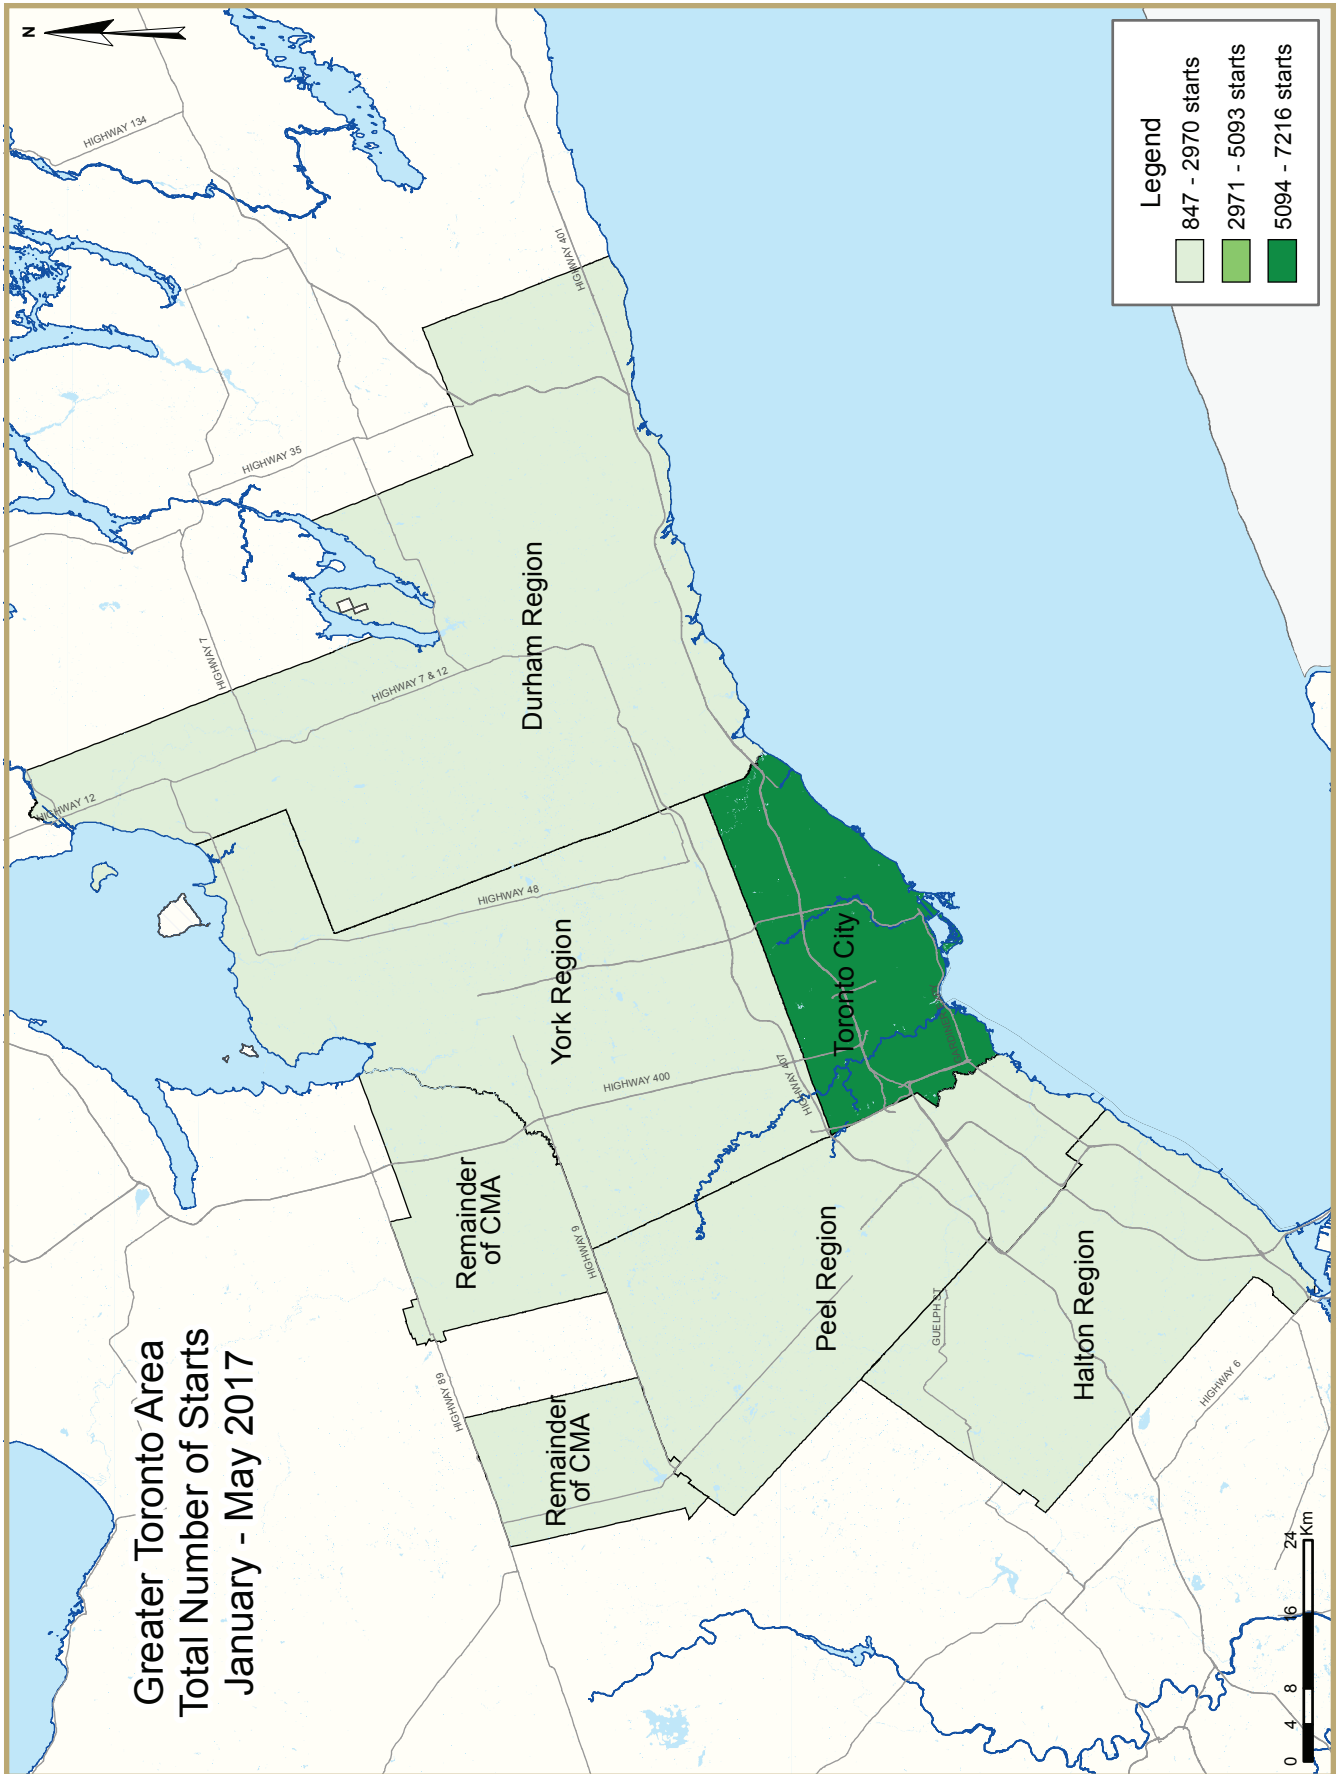 Greater Toronto Area
Total Number of Starts
January - May 2017
N
HIGHWAY 134
HIGHWAY 401
HIGHWAY 35
HIGHWAY 7
HIGHWAY 7 & 12
HIGHWAY 12
Durham Region
HIGHWAY 48
York Region
HIGHWAY 400
HIGHWAY 407
Toronto City
Remainder
of CMA
HIGHWAY 9
HIGHWAY 89
Remainder
of CMA
Peel Region
GUELPH ST
Halton Region
HIGHWAY 6
Legend
847 - 2970 starts
2971 - 5093 starts
5094 - 7216 starts
0 4 8 16 24
Km